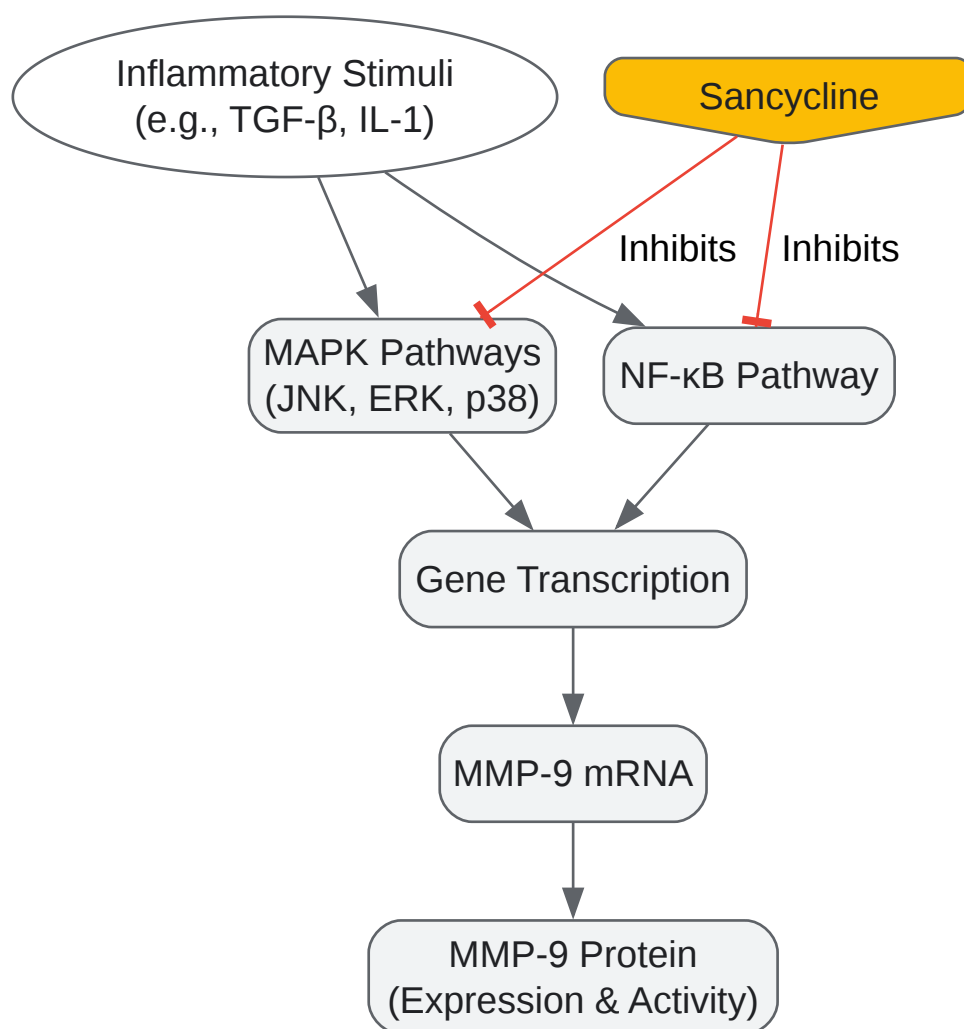 Inflammatory Stimuli
(e.g., TGF-β, IL-1)
Sancycline
Inhibits
Inhibits
MAPK Pathways
(JNK, ERK, p38)
NF-κB Pathway
Gene Transcription
MMP-9 mRNA
MMP-9 Protein
(Expression & Activity)